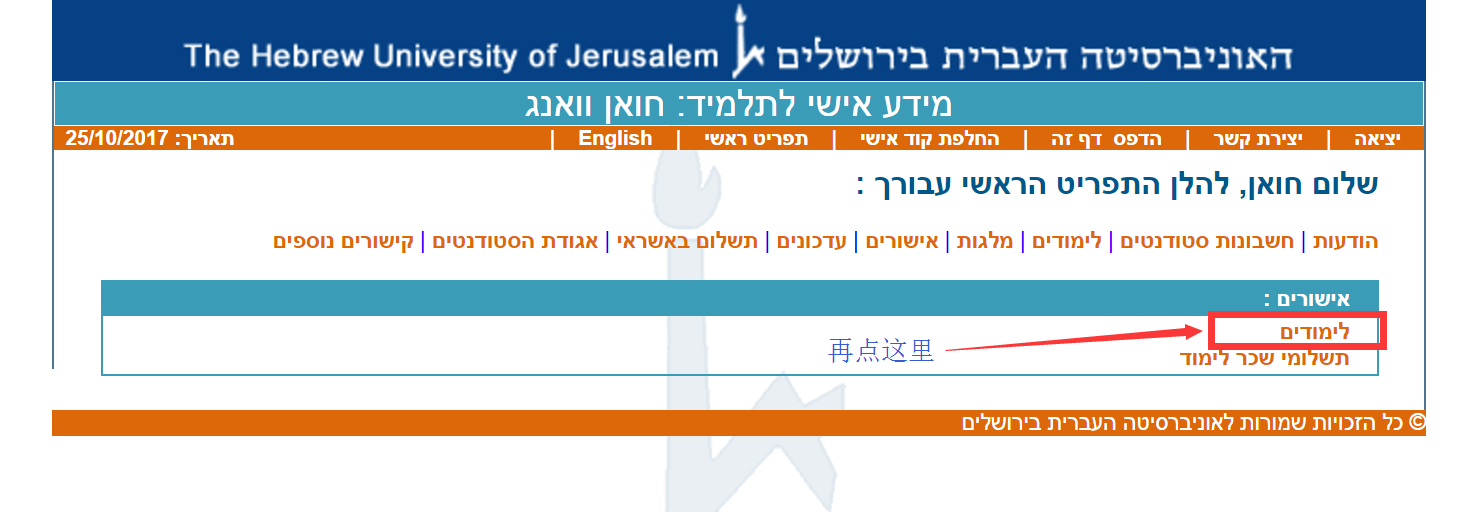 The Hebrew University of Jerusalem האוניברסיטה העברית בירושלים
מידע אישי לתלמיד: חואן וואנג
יציאה | יצירת קשר | הדפס דף זה | החלפת קוד אישי | תפריט ראשי | English | תאריך: 25/10/2017
שלום חואן, להלן התפריט הראשי עבורך :
הודעות | חשבונות סטודנטים | לימודים | מלגות | אישורים | עדכונים | תשלום באשראי | אגודת הסטודנטים | קישורים נוספים
אישורים :
לימודים
再点这里
תשלומי שכר לימוד
© כל הזכויות שמורות לאוניברסיטה העברית בירושלים